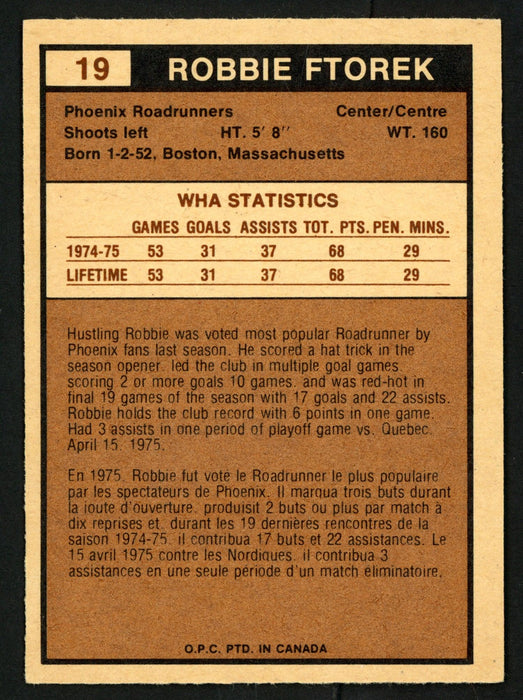 19 ROBBIE FTOREK
Phoenix Roadrunners Center/Centre
Shoots left HT. 5' 8" WT. 160
Born 1-2-52, Boston, Massachusetts
WHA STATISTICS
GAMES GOALS ASSISTS TOT. PTS. PEN. MINS.
1974-75 53 31 37 68 29
LIFETIME 53 31 37 68 29
Hustling Robbie was voted most popular Roadrunner by
Phoenix fans last season. He scored a hat trick in the
season opener, led the club in multiple goal games,
scoring 2 or more goals 10 games, and was red-hot in
final 19 games of the season with 17 goals and 22 assists.
Robbie holds the club record with 6 points in one game.
Had 3 assists in one period of playoff game vs. Quebec,
April 15, 1975.
En 1975, Robbie fut voté le Roadrunner le plus populaire
par les spectateurs de Phoenix. Il marqua trois buts durant
la joute d'ouverture, produisit 2 buts ou plus par match à
dix reprises et, durant les 19 dernières rencontres de la
saison 1974-75, il contribua 17 buts et 22 assistances. Le
15 avril 1975 contre les Nordiques, il contribua 3
assistances en une seule période d'un match éliminatoire.
O.P.C. PTD. IN CANADA